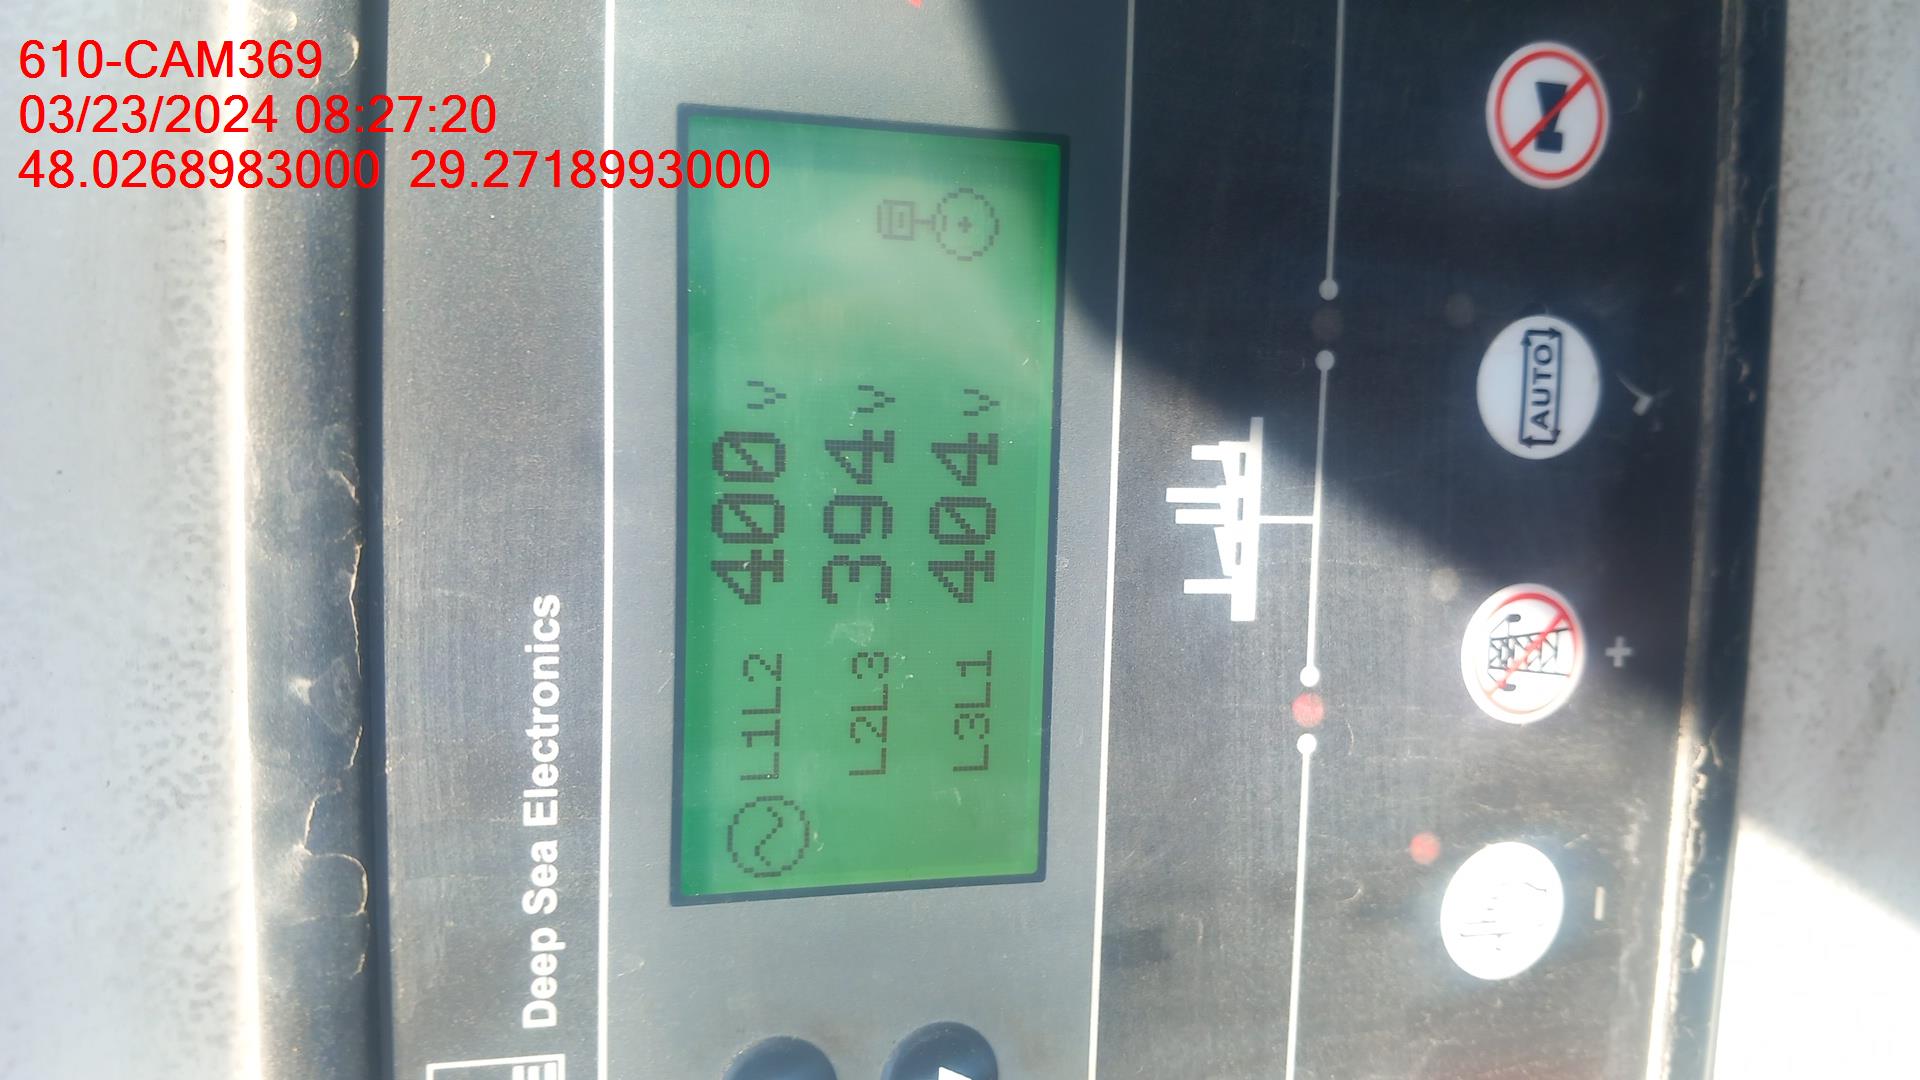 610-CAM369
03/23/2024 08:27:20
48.0268983000 29.2718993000
Deep Sea Electronics
L1L2 400 v
L2L3 394 v
L3L1 404 v
AUTO
+
-